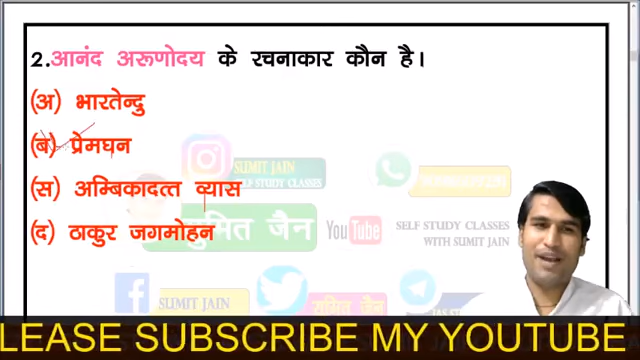 2.आनंद अरूणोदय के रचनाकार कौन है।
(अ) भारतेन्दु
(ब) प्रेमघन
(स) अम्बिकादत्त व्यास
(द) ठाकुर जगमोहन
SUMIT JAIN
SELF STUDY CLASSES
सुमित जैन
YouTube
SELF STUDY CLASSES
WITH SUMIT JAIN
SUMIT JAIN
सुमित जैन
LEASE SUBSCRIBE MY YOUTUBE